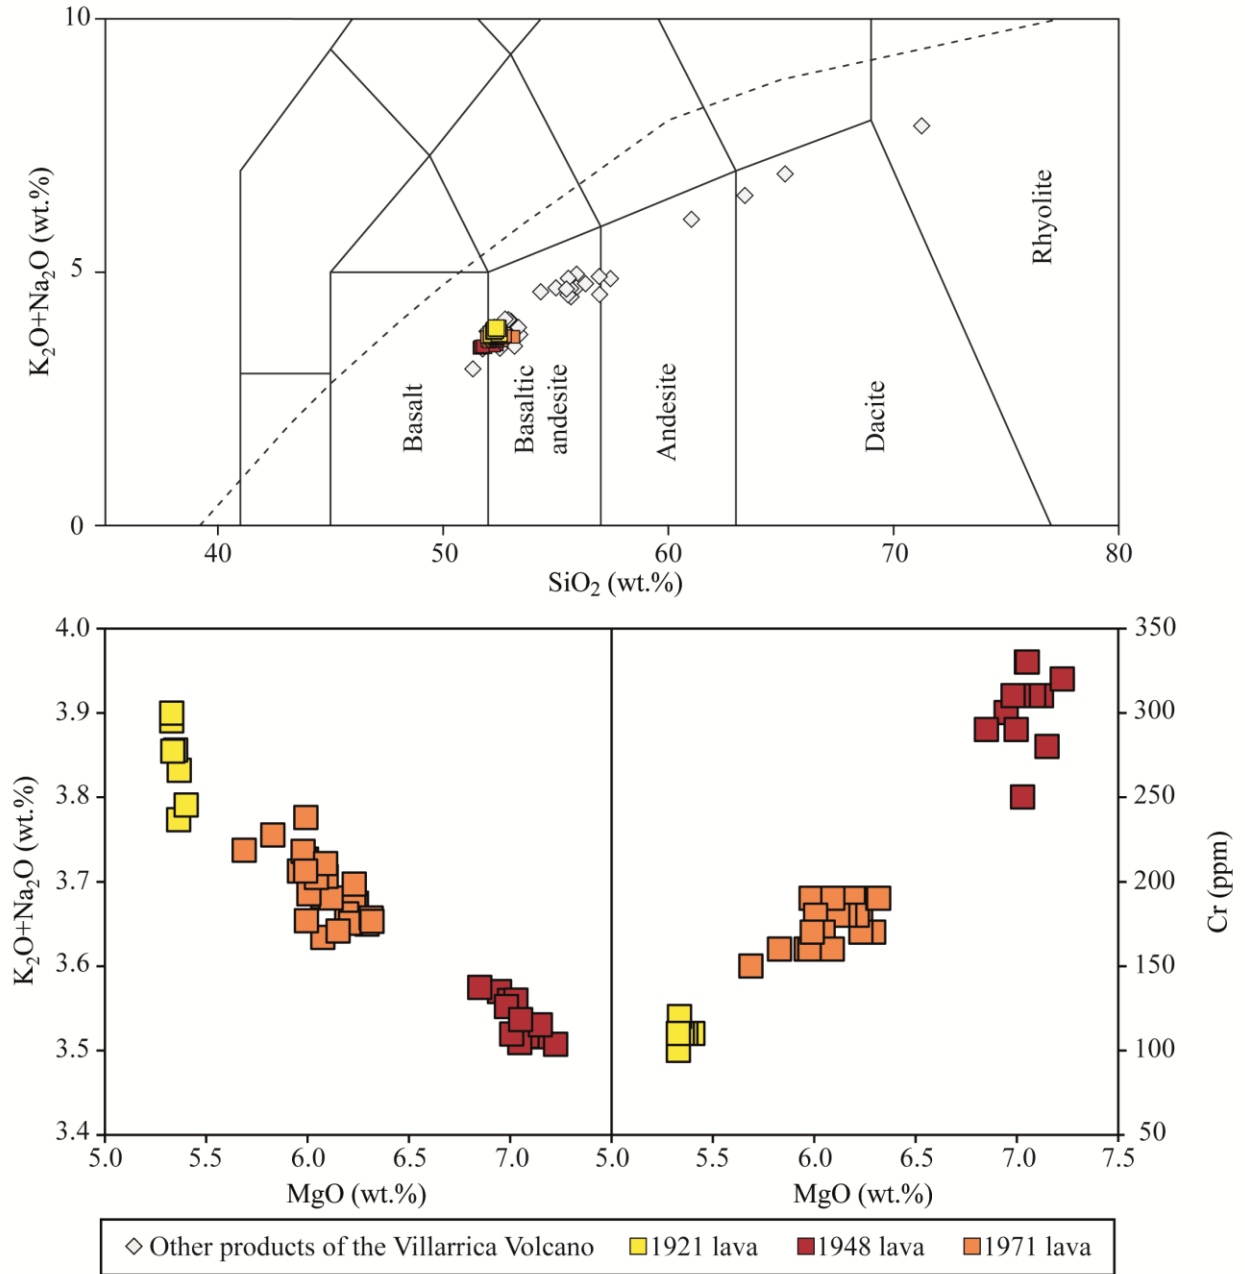 10
5
0
K₂O+Na₂O (wt.%)
Basalt
Basaltic
andesite
Andesite
Dacite
Rhyolite
40
50
60
70
80
SiO₂ (wt.%)
4.0
3.9
3.8
3.7
3.6
3.5
3.4
K₂O+Na₂O (wt.%)
350
300
250
200
150
100
50
Cr (ppm)
5.0
5.5
6.0
6.5
7.0
5.0
5.5
6.0
6.5
7.0
7.5
MgO (wt.%)
MgO (wt.%)
Other products of the Villarrica Volcano
1921 lava
1948 lava
1971 lava